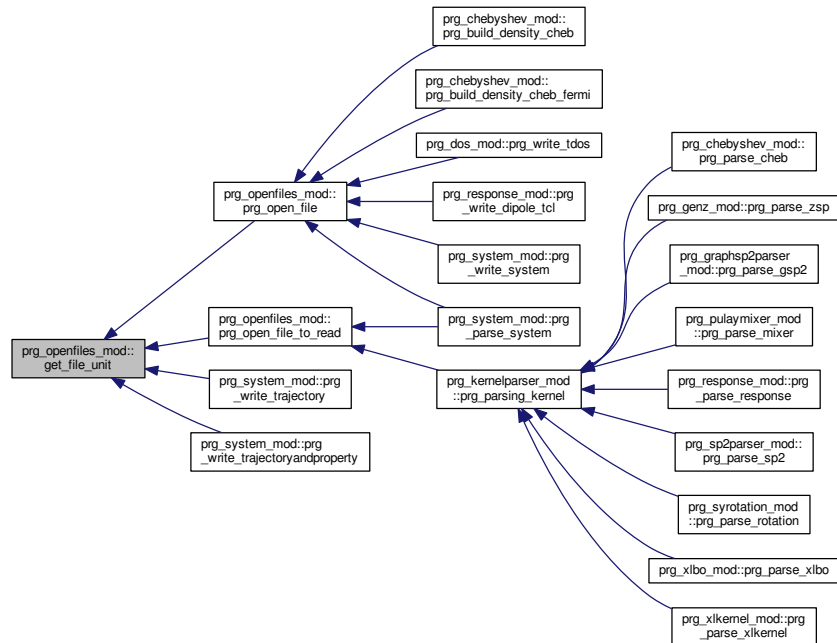 prg_chebyshev_mod::
prg_build_density_cheb
prg_chebyshev_mod::
prg_build_density_cheb_fermi
prg_dos_mod::prg_write_tdos
prg_openfiles_mod::
prg_open_file
prg_response_mod::prg
_write_dipole_tcl
prg_system_mod::prg
_write_system
prg_system_mod::prg
_parse_system
prg_openfiles_mod::
prg_open_file_to_read
prg_openfiles_mod::
get_file_unit
prg_system_mod::prg
_write_trajectory
prg_system_mod::prg
_write_trajectoryandproperty
prg_kernelparser_mod
::prg_parsing_kernel
prg_chebyshev_mod::
prg_parse_cheb
prg_genz_mod::prg_parse_zsp
prg_graphsp2parser
_mod::prg_parse_gsp2
prg_pulaymixer_mod
::prg_parse_mixer
prg_response_mod::prg
_parse_response
prg_sp2parser_mod::
prg_parse_sp2
prg_syrotation_mod
::prg_parse_rotation
prg_xlbo_mod::prg_parse_xlbo
prg_xlkernel_mod::prg
_parse_xlkernel